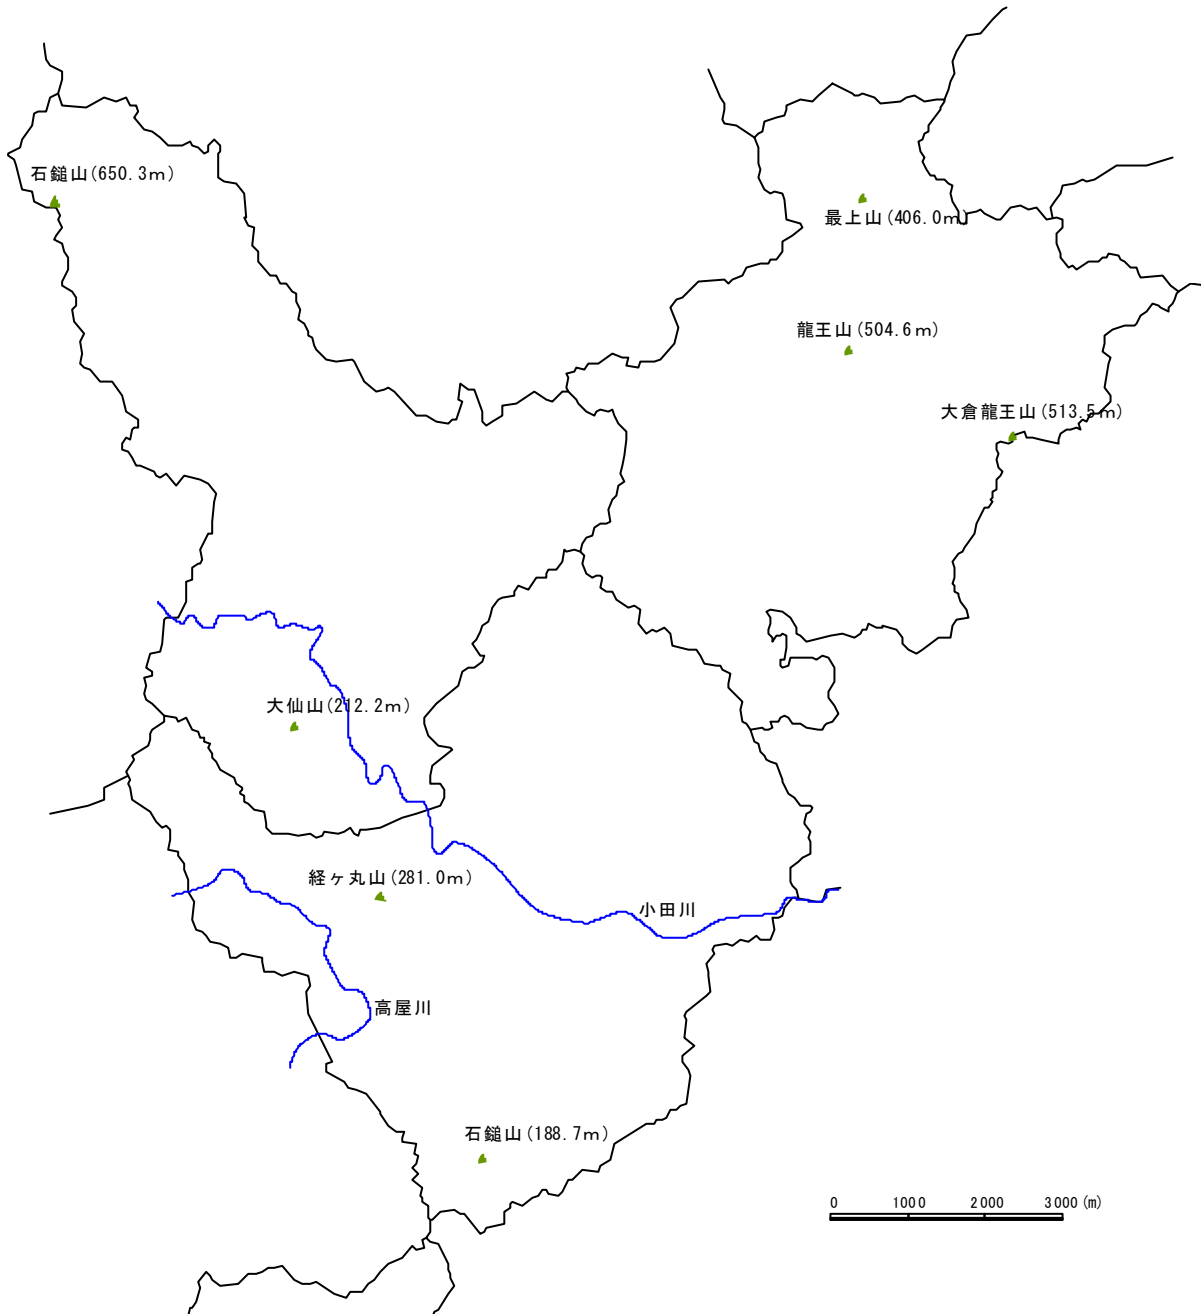 石鎚山(650.3m)
最上山(406.0m)
龍王山(504.6m)
大倉龍王山(513.5m)
大仙山(212.2m)
経ヶ丸山(281.0m)
小田川
高屋川
石鎚山(188.7m)
0 1000 2000 3000 (m)